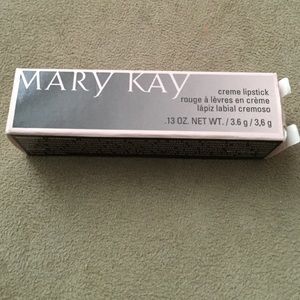 MARY KAY
creme lipstick
rouge à lèvres en crème
lápiz labial cremoso
.13 OZ. NET WT. / 3.6 g / 3,6 g